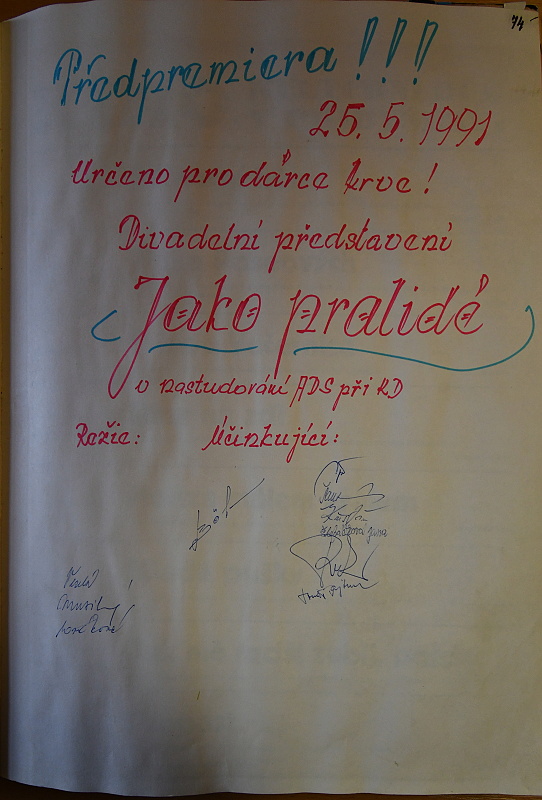 74
Předpremiera!!!
25.5.1991
Určeno pro dárce krve!
Divadelní představení
Jako pralidé
v nastudování ADS při KD
Režie: Účinkující: